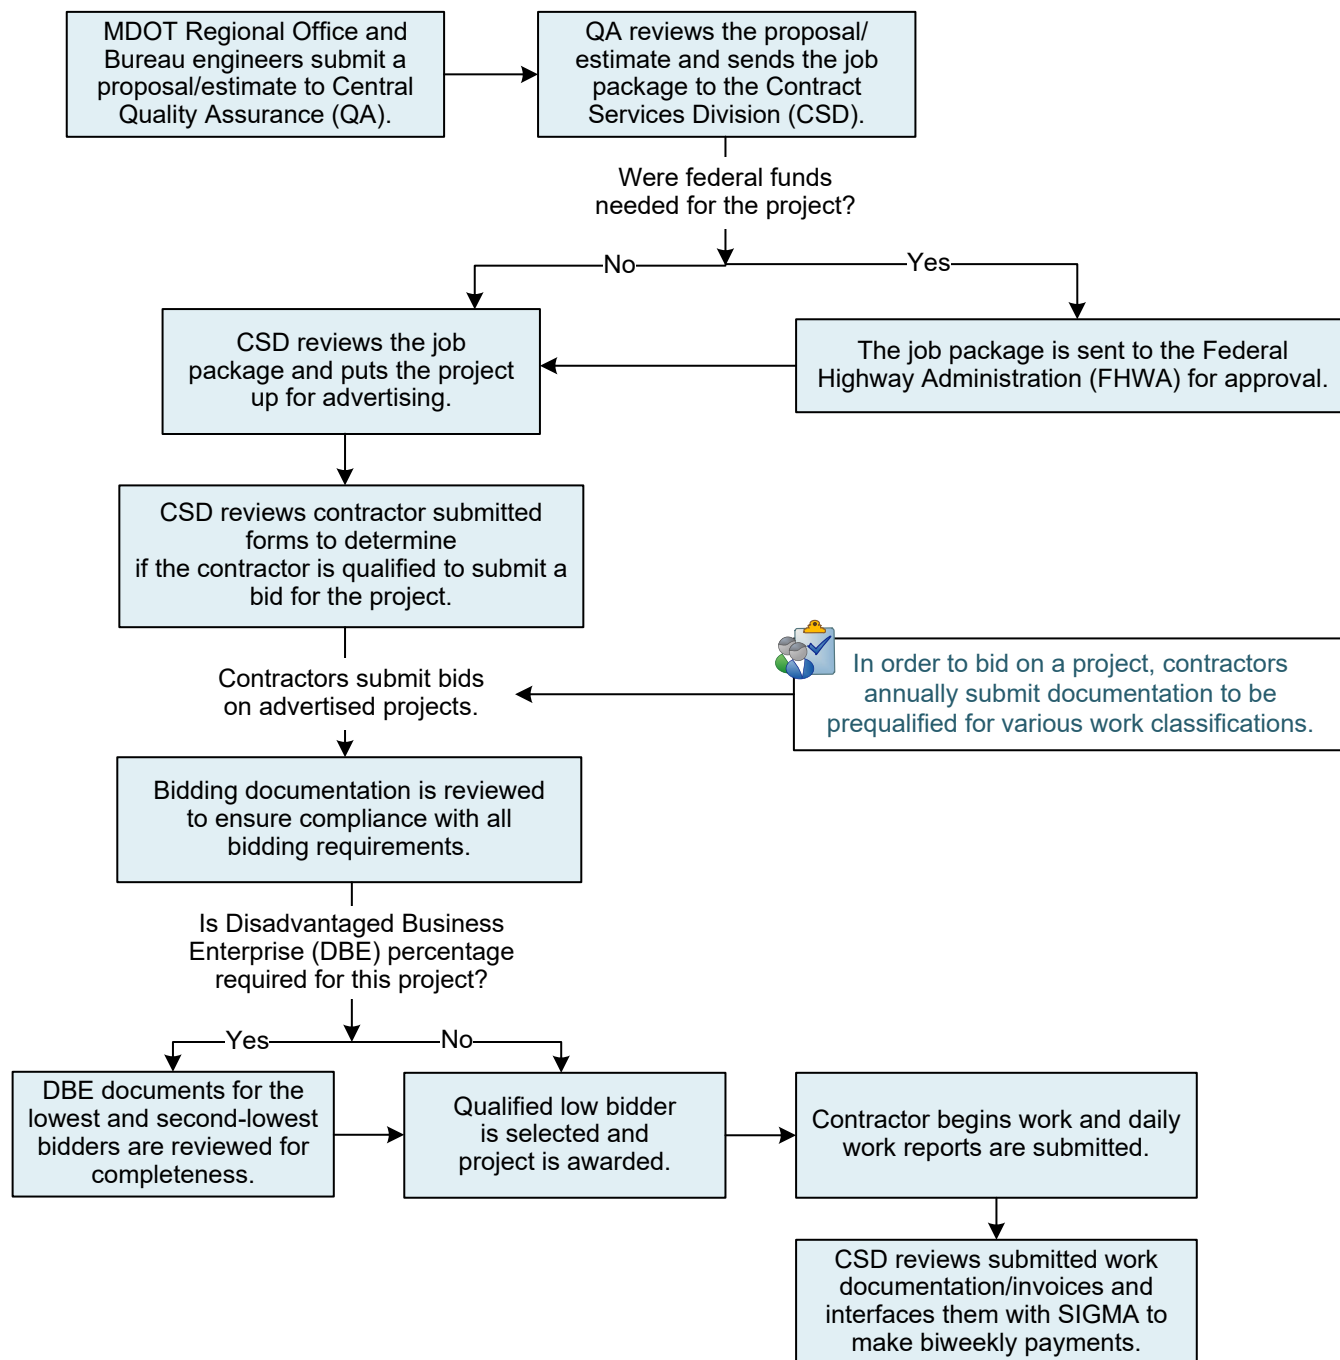 MDOT Regional Office and
Bureau engineers submit a
proposal/estimate to Central
Quality Assurance (QA).
QA reviews the proposal/
estimate and sends the job
package to the Contract
Services Division (CSD).
Were federal funds
needed for the project?
No
Yes
CSD reviews the job
package and puts the project
up for advertising.
The job package is sent to the Federal
Highway Administration (FHWA) for approval.
CSD reviews contractor submitted
forms to determine
if the contractor is qualified to submit a
bid for the project.
Contractors submit bids
on advertised projects.
In order to bid on a project, contractors
annually submit documentation to be
prequalified for various work classifications.
Bidding documentation is reviewed
to ensure compliance with all
bidding requirements.
Is Disadvantaged Business
Enterprise (DBE) percentage
required for this project?
Yes
No
DBE documents for the
lowest and second-lowest
bidders are reviewed for
completeness.
Qualified low bidder
is selected and
project is awarded.
Contractor begins work and daily
work reports are submitted.
CSD reviews submitted work
documentation/invoices and
interfaces them with SIGMA to
make biweekly payments.